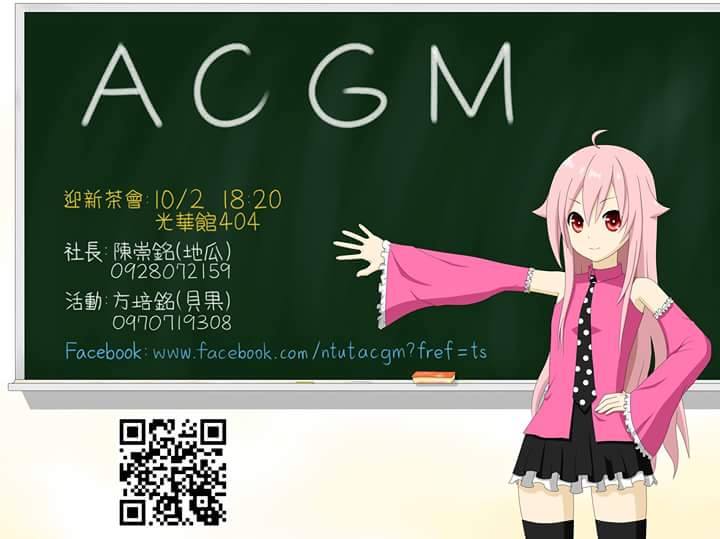 ACGM
迎新茶會:10/2 18:20
光華館404
社長:陳崇銘(地瓜)
0928072159
活動:方培銘(貝果)
0970719308
Facebook:www.facebook.com/ntutacgm?fref=ts